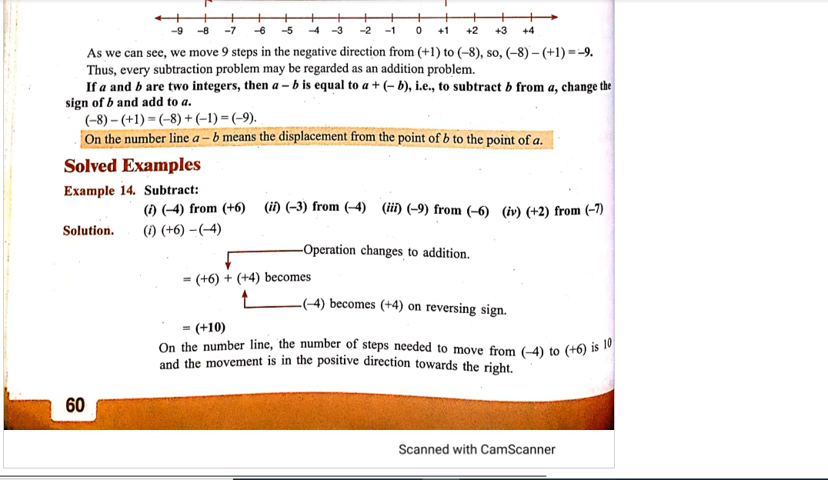 –9 –8 –7 –6 –5 –4 –3 –2 –1 0 +1 +2 +3 +4
As we can see, we move 9 steps in the negative direction from (+1) to (–8), so, (–8) – (+1) = –9.
Thus, every subtraction problem may be regarded as an addition problem.
If a and b are two integers, then a – b is equal to a + (– b), i.e., to subtract b from a, change the
sign of b and add to a.
(–8) – (+1) = (–8) + (–1) = (–9).
On the number line a – b means the displacement from the point of b to the point of a.
Solved Examples
Example 14. Subtract:
(i) (–4) from (+6) (ii) (–3) from (–4) (iii) (–9) from (–6) (iv) (+2) from (–7)
Solution. (i) (+6) – (–4)
Operation changes to addition.
= (+6) + (+4) becomes
(–4) becomes (+4) on reversing sign.
= (+10)
On the number line, the number of steps needed to move from (–4) to (+6) is 10
and the movement is in the positive direction towards the right.
60
Scanned with CamScanner